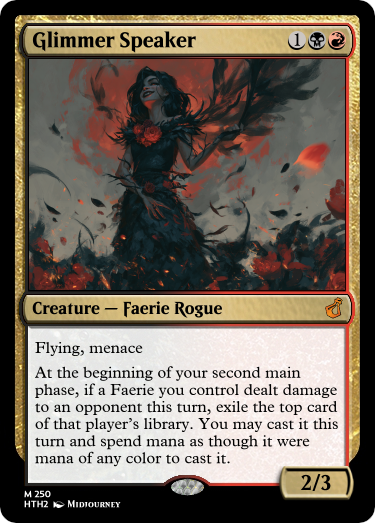 Glimmer Speaker 1
Creature — Faerie Rogue
Flying, menace
At the beginning of your second main
phase, if a Faerie you control dealt damage
to an opponent this turn, exile the top card
of that player's library. You may cast it this
turn and spend mana as though it were
mana of any color to cast it.
2/3
M 250
HTH2 Midjourney